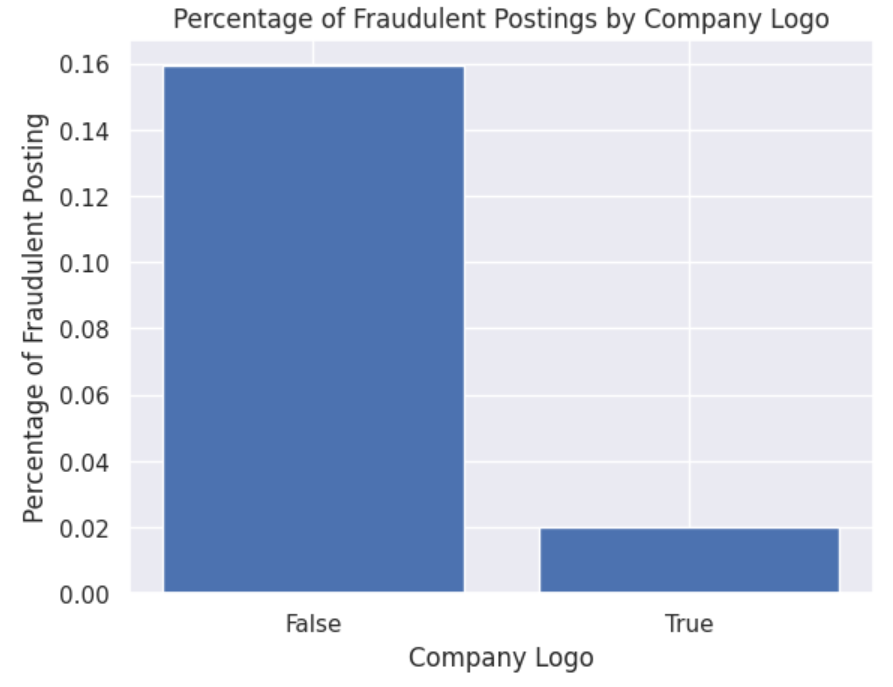 Percentage of Fraudulent Postings by Company Logo
Percentage of Fraudulent Posting
0.16
0.14
0.12
0.10
0.08
0.06
0.04
0.02
0.00
False True
Company Logo